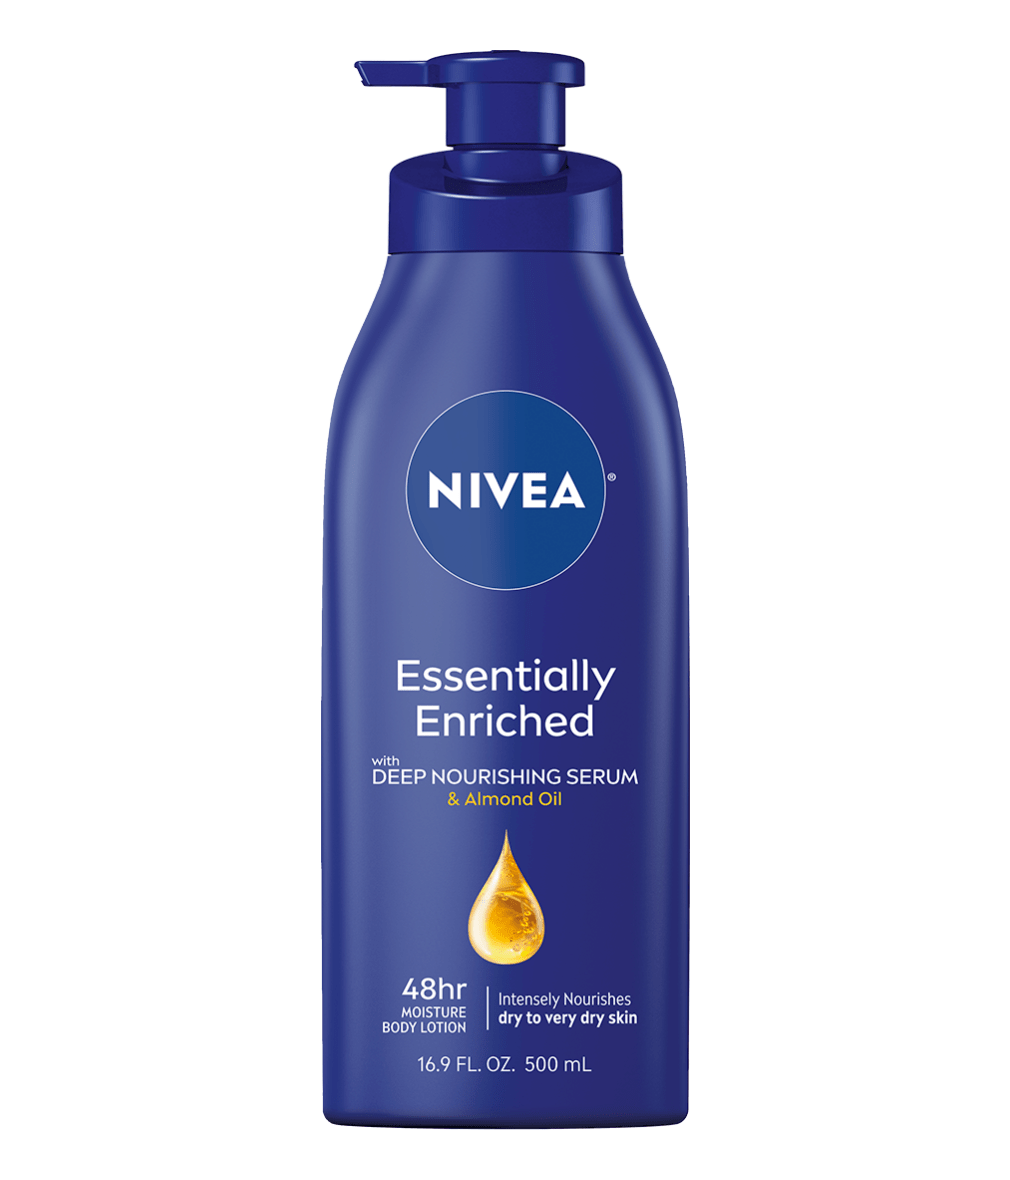 NIVEA®
Essentially
Enriched
with
DEEP NOURISHING SERUM
& Almond Oil
48hr
MOISTURE
BODY LOTION
Intensely Nourishes
dry to very dry skin
16.9 FL. OZ. 500 mL